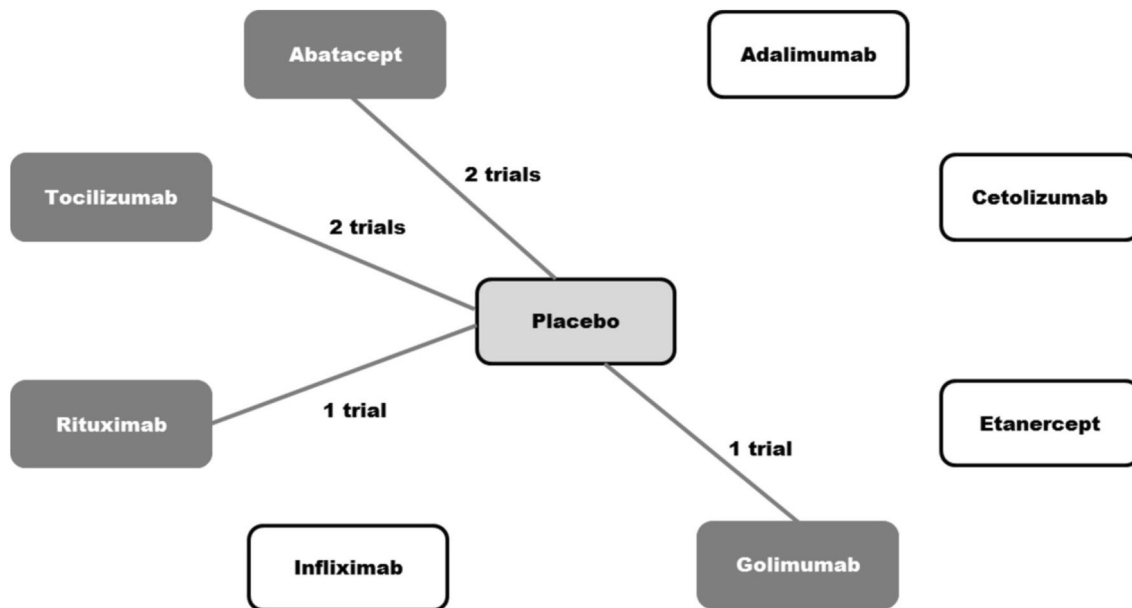 Abatacept
Adalimumab
2 trials
Tocilizumab
Cetolizumab
2 trials
Placebo
1 trial
Rituximab
Etanercept
1 trial
Infliximab
Golimumab